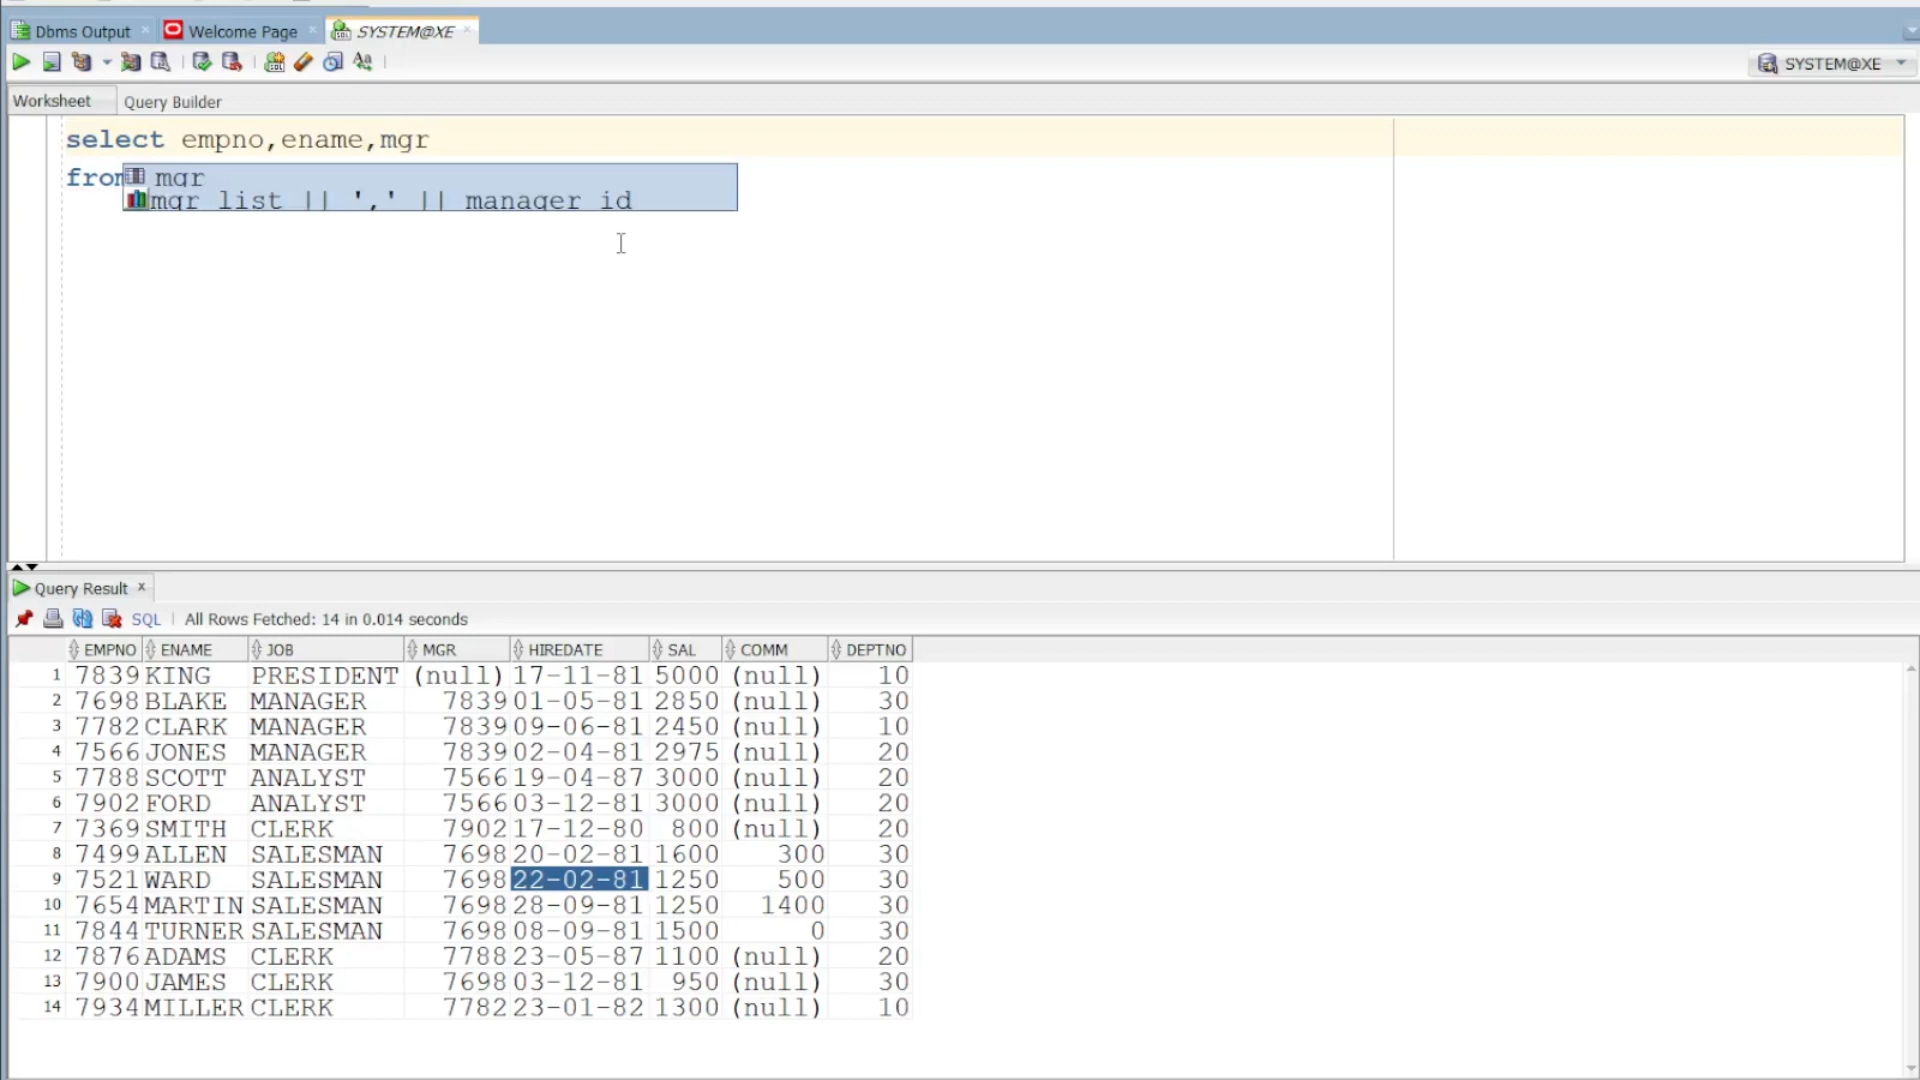 Dbms Output Welcome Page SYSTEM@XE
SYSTEM@XE
Worksheet Query Builder
select empno,ename,mgr
from
mgr
mgr_list || ',' || manager_id
Query Result
SQL All Rows Fetched: 14 in 0.014 seconds
EMPNO ENAME JOB MGR HIREDATE SAL COMM DEPTNO
1 7839 KING PRESIDENT (null) 17-11-81 5000 (null) 10
2 7698 BLAKE MANAGER 7839 01-05-81 2850 (null) 30
3 7782 CLARK MANAGER 7839 09-06-81 2450 (null) 10
4 7566 JONES MANAGER 7839 02-04-81 2975 (null) 20
5 7788 SCOTT ANALYST 7566 19-04-87 3000 (null) 20
6 7902 FORD ANALYST 7566 03-12-81 3000 (null) 20
7 7369 SMITH CLERK 7902 17-12-80 800 (null) 20
8 7499 ALLEN SALESMAN 7698 20-02-81 1600 300 30
9 7521 WARD SALESMAN 7698 22-02-81 1250 500 30
10 7654 MARTIN SALESMAN 7698 28-09-81 1250 1400 30
11 7844 TURNER SALESMAN 7698 08-09-81 1500 0 30
12 7876 ADAMS CLERK 7788 23-05-87 1100 (null) 20
13 7900 JAMES CLERK 7698 03-12-81 950 (null) 30
14 7934 MILLER CLERK 7782 23-01-82 1300 (null) 10